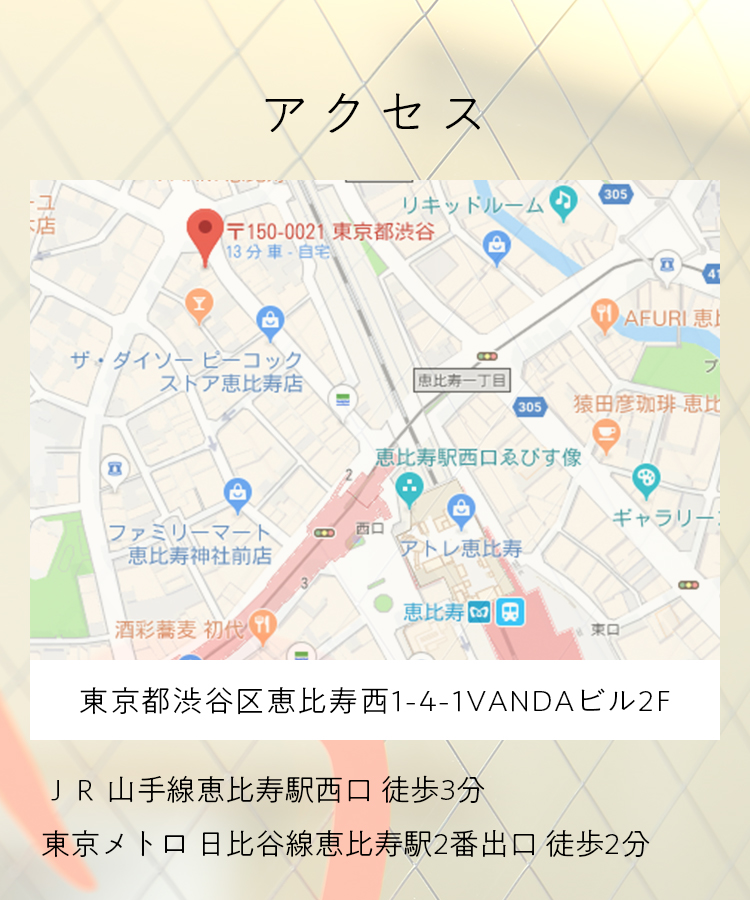 アクセス
ーユ
店
リキッドルーム
305
〒150-0021 東京都渋谷
13 分 車 - 自宅
41
AFURI 恵
ザ・ダイソー ピーコック
ストア恵比寿店
恵比寿一丁目
ブ
305
猿田彦珈琲 恵比
恵比寿駅西口ゑびす像
2
ファミリーマート
恵比寿神社前店
西口
アトレ恵比寿
ギャラリー
3
恵比寿
酒彩蕎麦 初代
東口
東京都渋谷区恵比寿西1-4-1VANDAビル2F
ＪＲ 山手線恵比寿駅西口 徒歩3分
東京メトロ 日比谷線恵比寿駅2番出口 徒歩2分